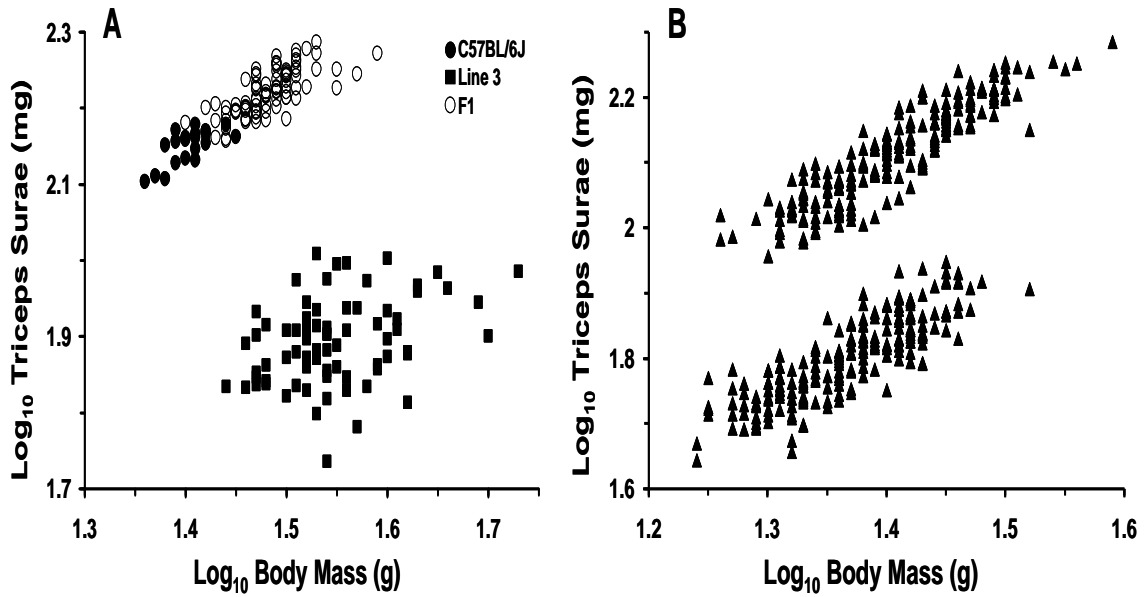 A
2.3
2.1
1.9
1.7
Log10 Triceps Surae (mg)
C57BL/6J
Line 3
F1
1.3
1.4
1.5
1.6
1.7
Log10 Body Mass (g)
B
2.2
2
1.8
1.6
Log10 Triceps Surae (mg)
1.2
1.3
1.4
1.5
1.6
Log10 Body Mass (g)